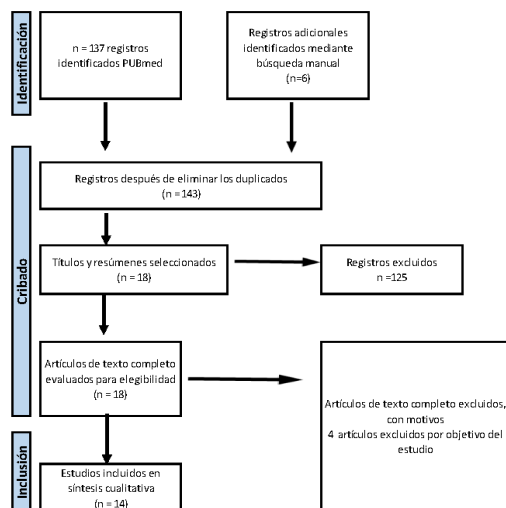 Identificación
n = 137 registros
identificados PUBmed
Registros adicionales
identificados mediante
búsqueda manual
(n=6)
Cribado
Registros después de eliminar los duplicados
(n = 143)
Títulos y resúmenes seleccionados
(n = 18)
Registros excluidos
n =125
Artículos de texto completo
evaluados para elegibilidad
(n = 18)
Artículos de texto completo excluidos,
con motivos
4 artículos excluidos por objetivo del
estudio
Inclusión
Estudios incluidos en
síntesis cualitativa
(n = 14)